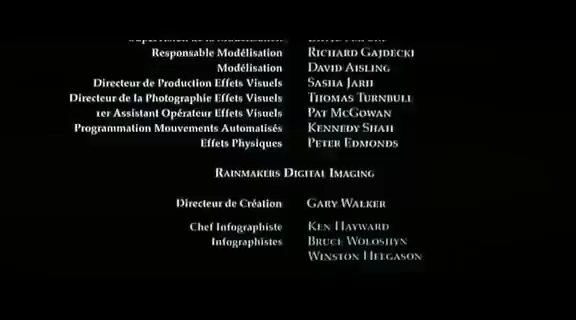 Responsable Modélisation RICHARD GAJDECKI
Modélisation DAVID AISLING
Directeur de Production Effets Visuels SASHA JARH
Directeur de la Photographie Effets Visuels THOMAS TURNBULL
1er Assistant Opérateur Effets Visuels PAT MCGOWAN
Programmation Mouvements Automatisés KENNEDY SHAH
Effets Physiques PETER EDMONDS
RAINMAKERS DIGITAL IMAGING
Directeur de Création GARY WALKER
Chef Infographiste KEN HAYWARD
Infographistes BRUCE WOLOSHYN
WINSTON HELGASON